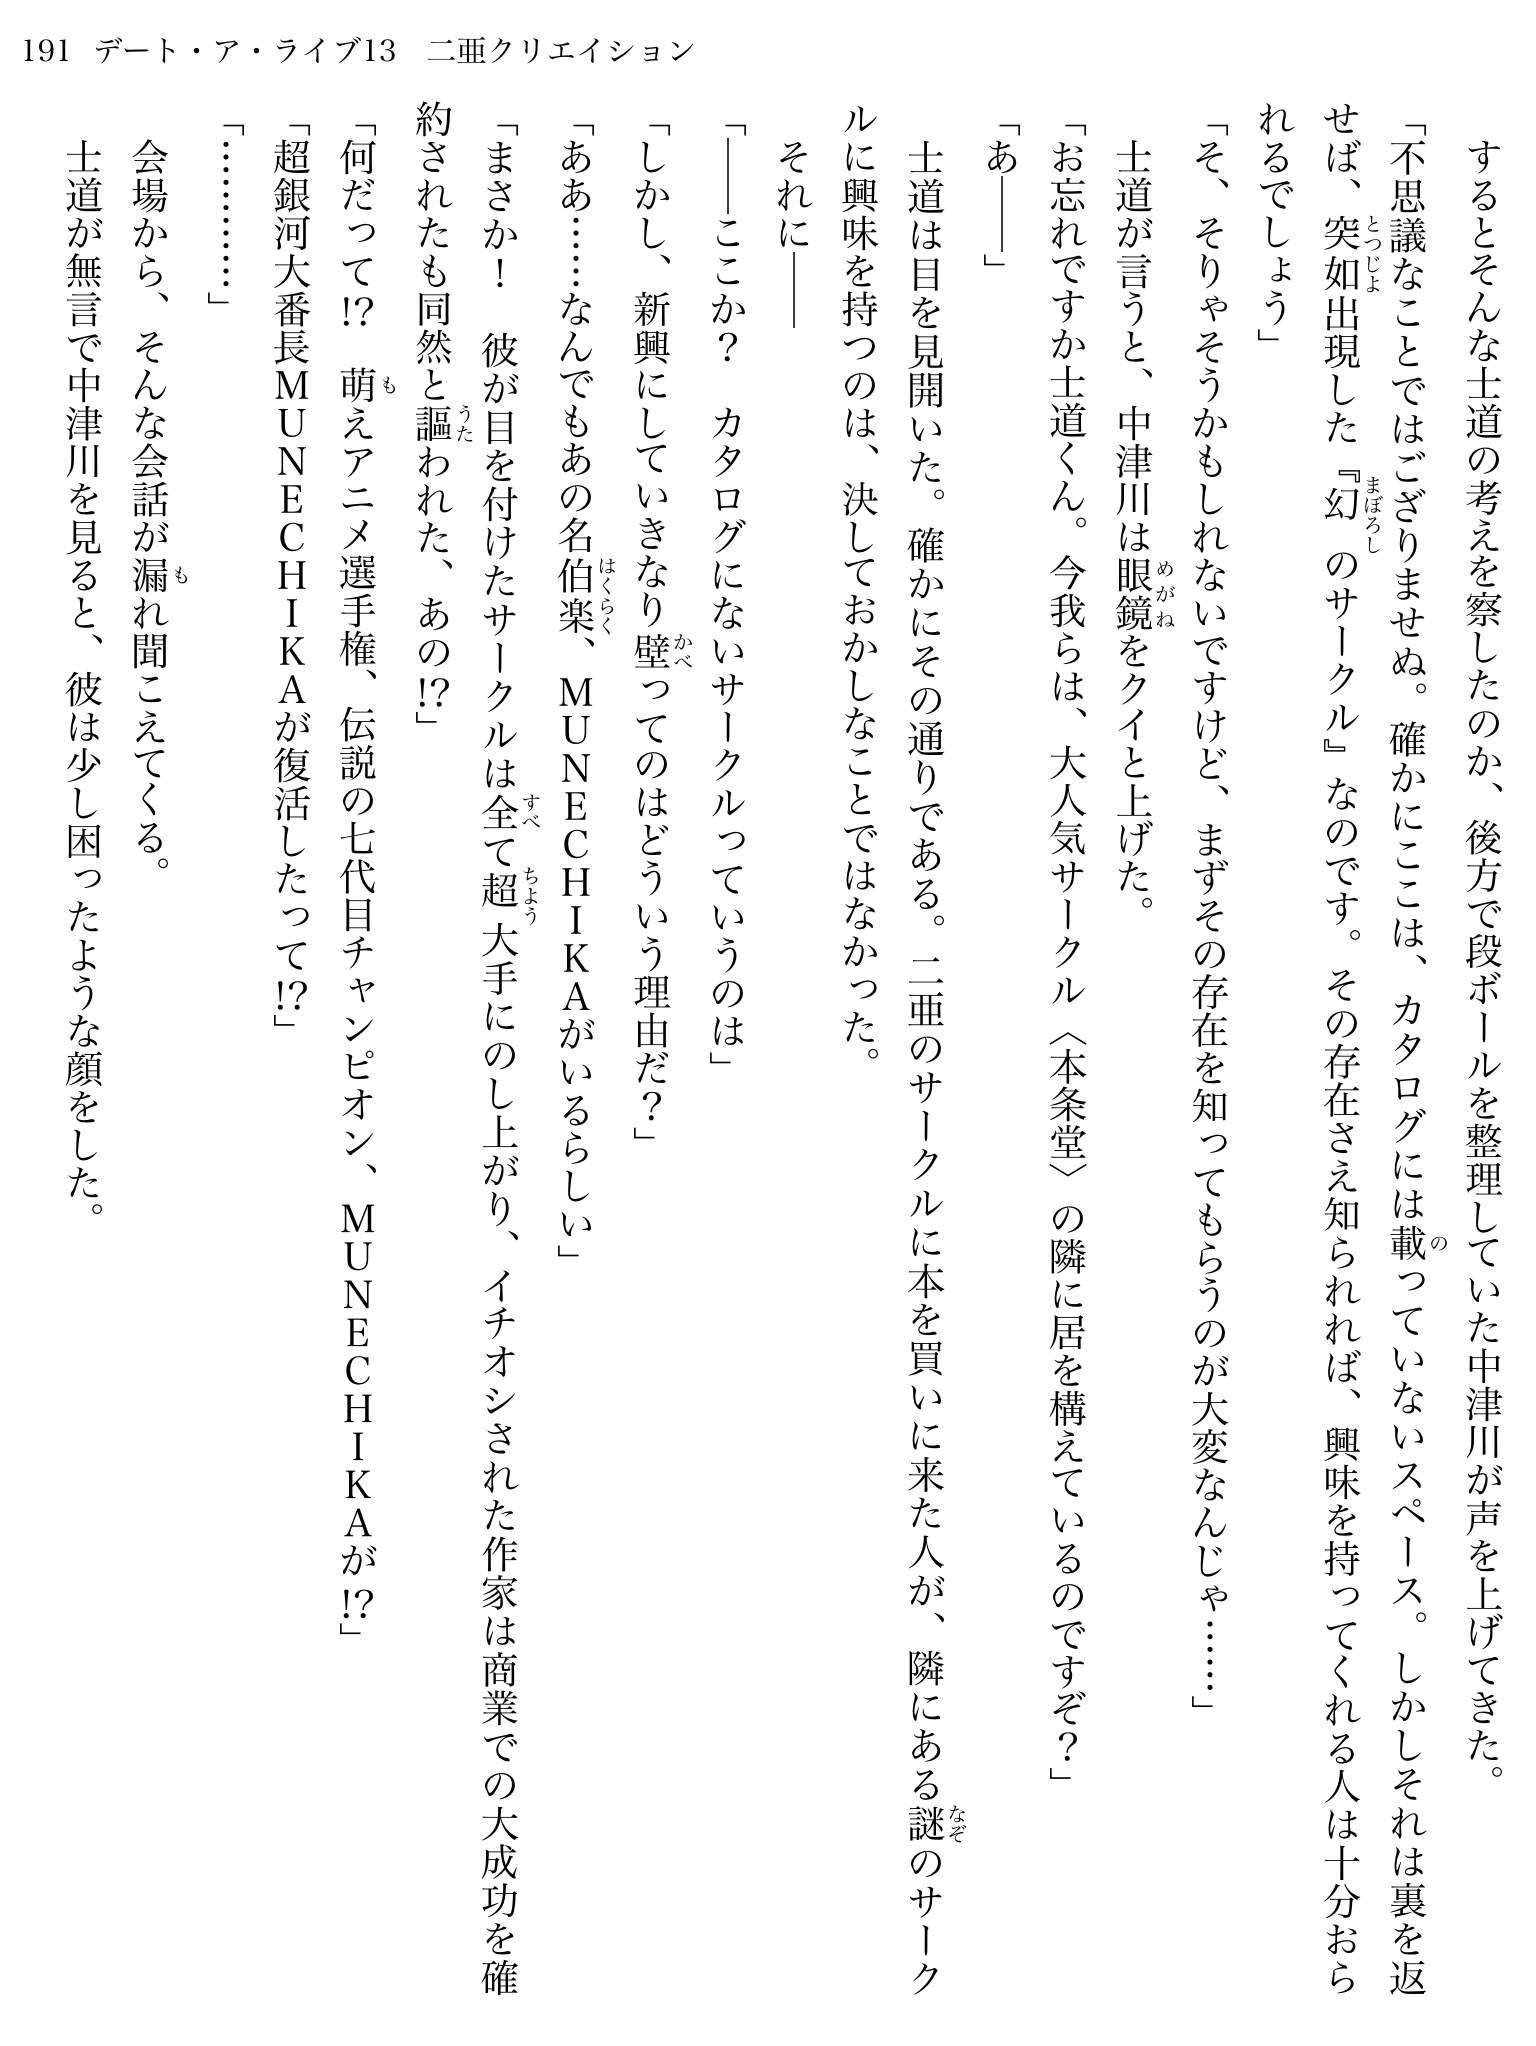 191 デート・ア・ライブ13 二亜クリエイション
するとそんな士道の考えを察したのか、後方で段ボールを整理していた中津川が声を上げてきた。
「不思議なことではござりませぬ。確かにここは、カタログには載っていないスペース。しかしそれは裏を返
せば、突如出現した『幻のサークル』なのです。その存在さえ知られれば、興味を持ってくれる人は十分おら
れるでしょう」
「そ、そりゃそうかもしれないですけど、まずその存在を知ってもらうのが大変なんじゃ……」
士道が言うと、中津川は眼鏡をクイと上げた。
「お忘れですか士道くん。今我らは、大人気サークル〈本条堂〉の隣に居を構えているのですぞ？」
「あ――」
士道は目を見開いた。確かにその通りである。二亜のサークルに本を買いに来た人が、隣にある謎のサーク
ルに興味を持つのは、決しておかしなことではなかった。
それに――
「――ここか？　カタログにないサークルっていうのは」
「しかし、新興にしていきなり壁ってのはどういう理由だ？」
「ああ……なんでもあの名伯楽、ＭＵＮＥＣＨＩＫＡがいるらしい」
「まさか！　彼が目を付けたサークルは全て超大手にのし上がり、イチオシされた作家は商業での大成功を確
約されたも同然と謳われた、あの!?」
「何だって!?　萌えアニメ選手権、伝説の七代目チャンピオン、ＭＵＮＥＣＨＩＫＡが!?」
「超銀河大番長ＭＵＮＥＣＨＩＫＡが復活したって!?」
「…………」
会場から、そんな会話が漏れ聞こえてくる。
士道が無言で中津川を見ると、彼は少し困ったような顔をした。